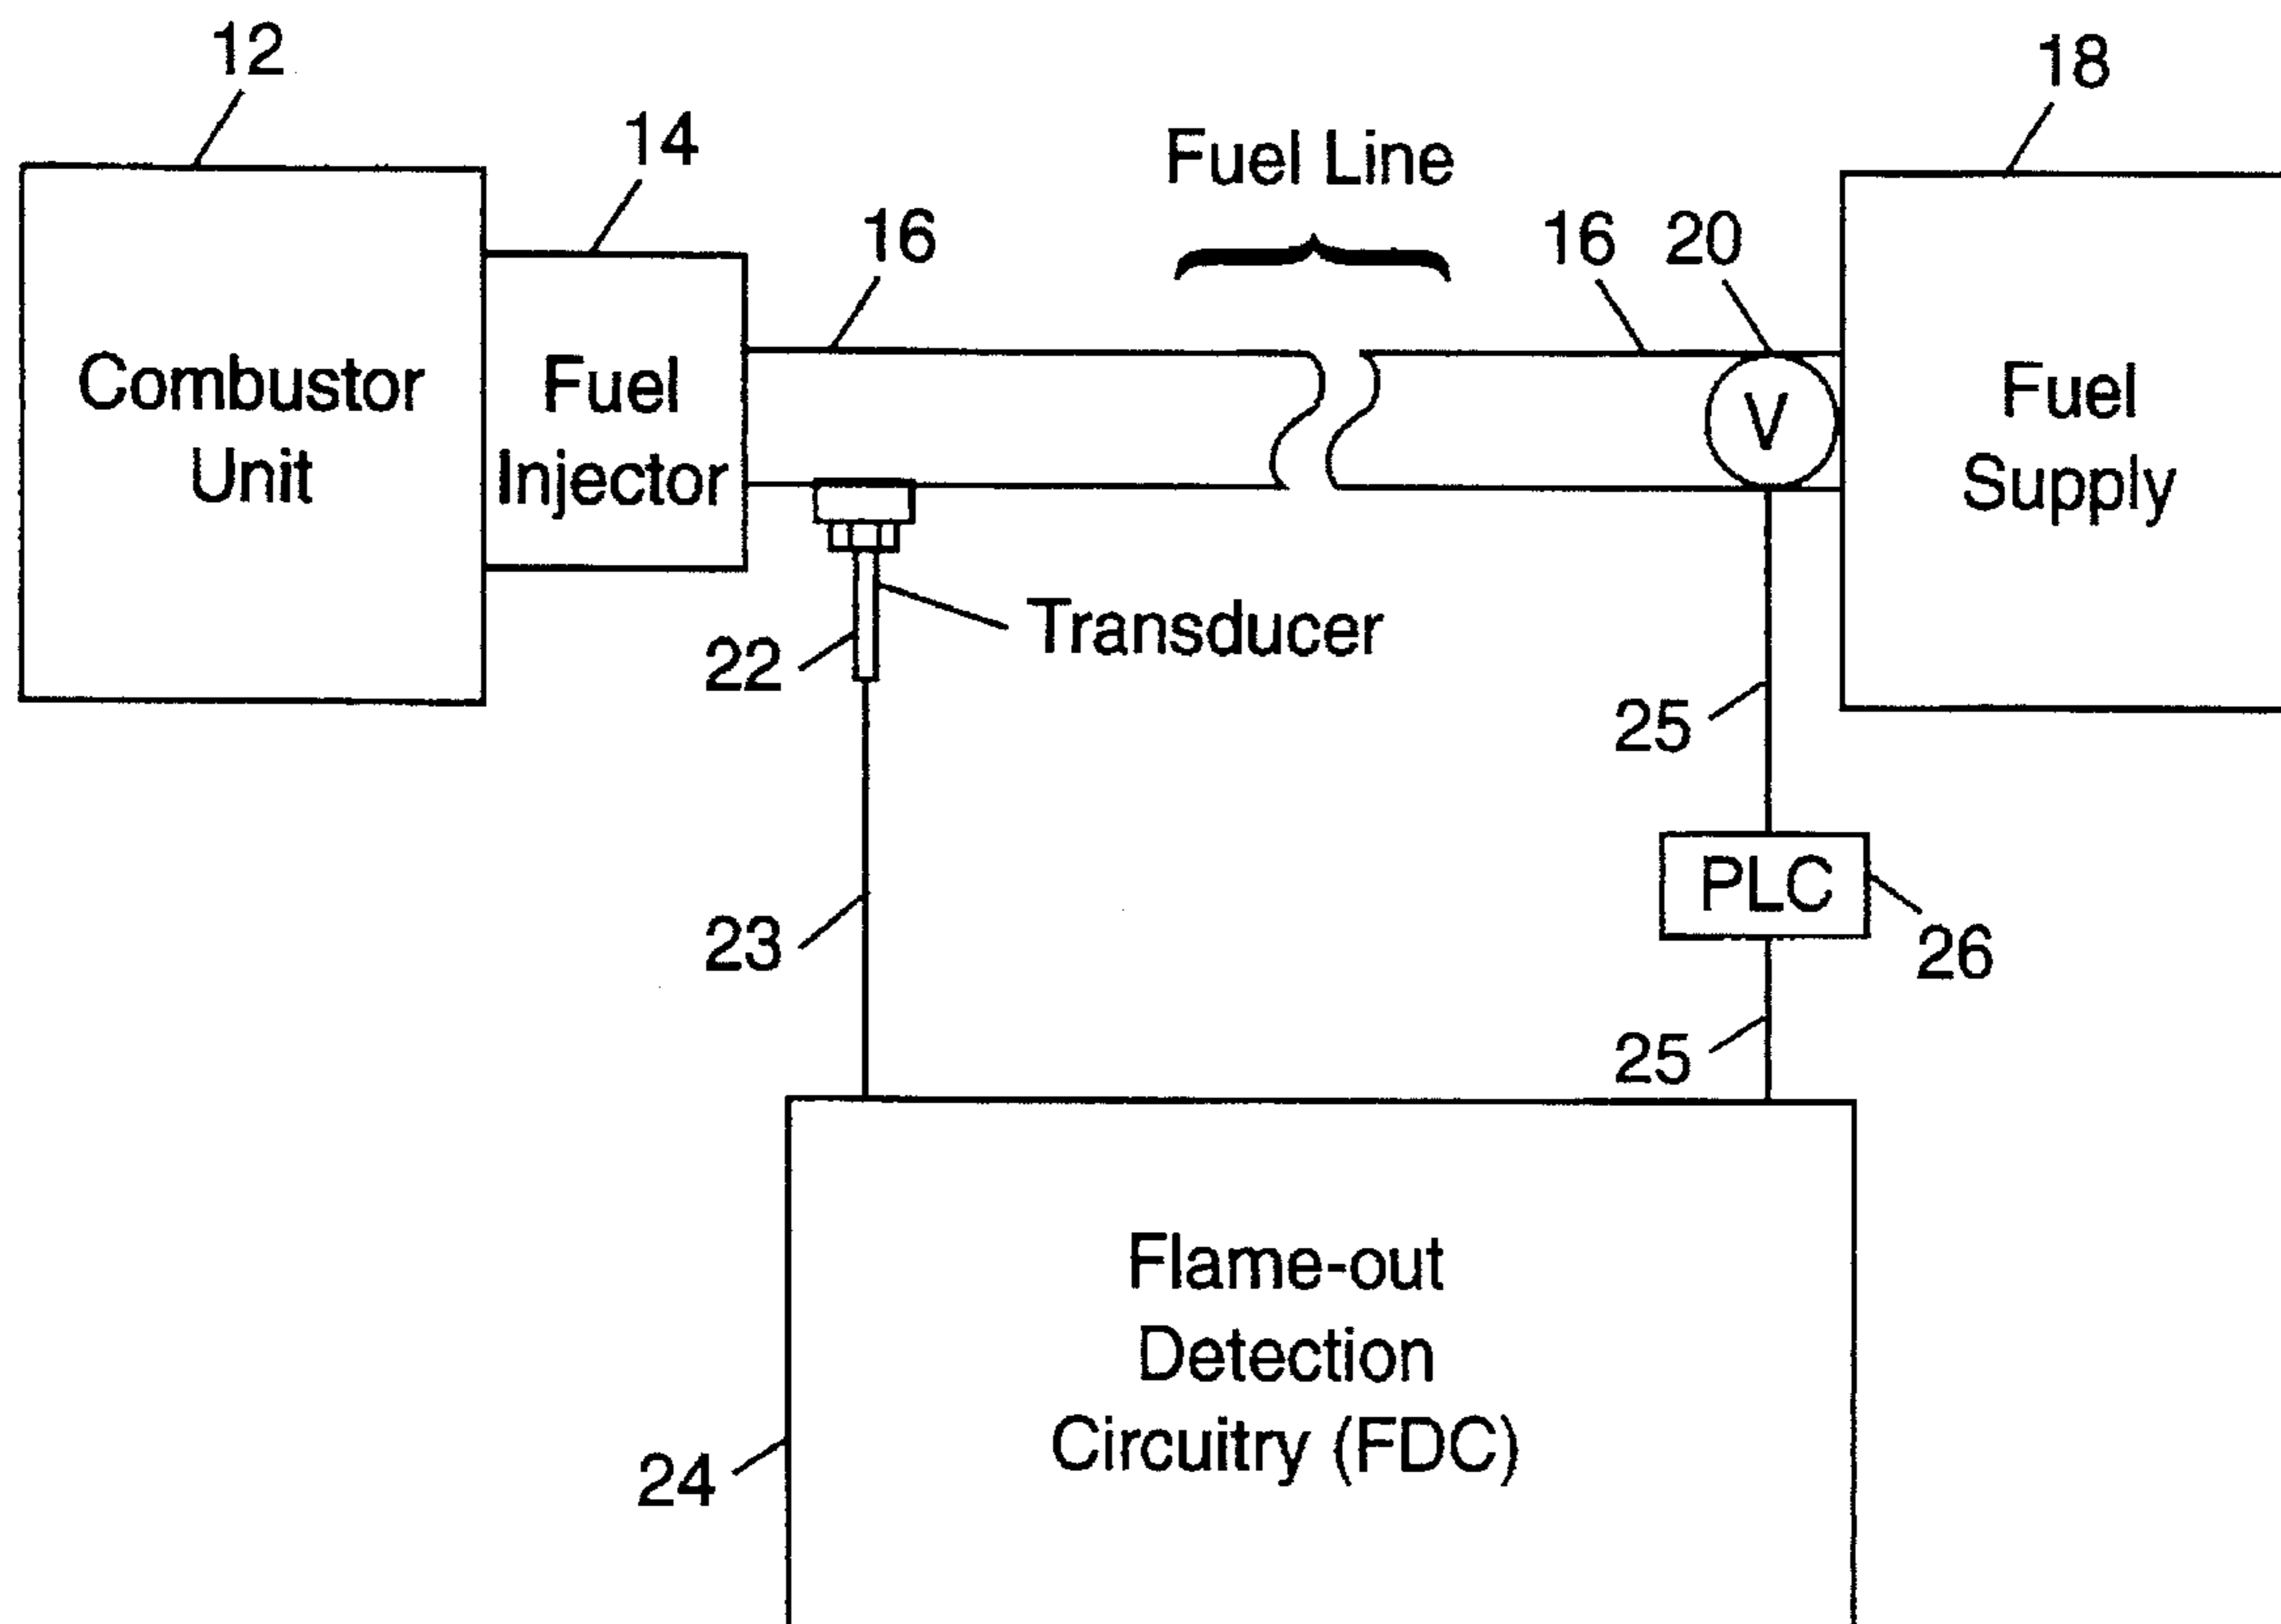 12
18
14
Fuel Line
16
16
20
Combustor
Unit
Fuel
Injector
V
Fuel
Supply
Transducer
22
25
PLC
23
26
25
Flame-out
Detection
Circuitry (FDC)
24